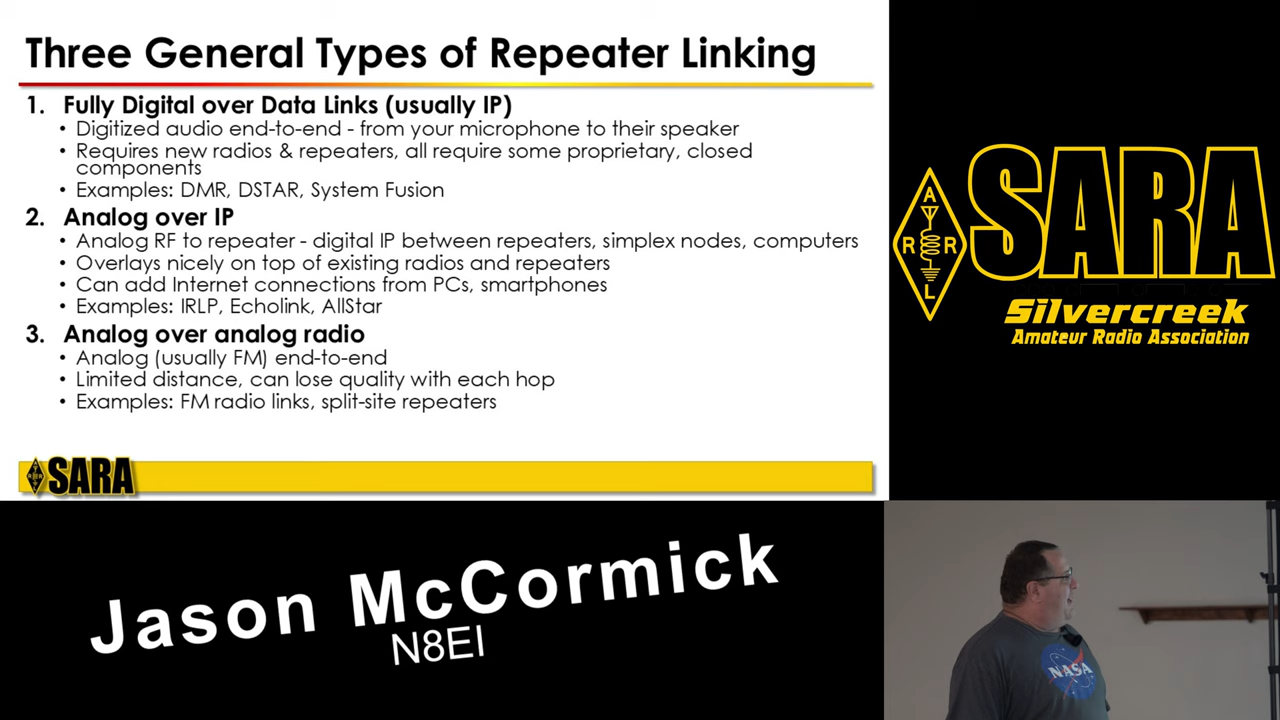 Three General Types of Repeater Linking
1. Fully Digital over Data Links (usually IP)
• Digitized audio end-to-end - from your microphone to their speaker
• Requires new radios & repeaters, all require some proprietary, closed
components
• Examples: DMR, DSTAR, System Fusion
2. Analog over IP
• Analog RF to repeater - digital IP between repeaters, simplex nodes, computers
• Overlays nicely on top of existing radios and repeaters
• Can add Internet connections from PCs, smartphones
• Examples: IRLP, Echolink, AllStar
3. Analog over analog radio
• Analog (usually FM) end-to-end
• Limited distance, can lose quality with each hop
• Examples: FM radio links, split-site repeaters
SARA
A
R R
L
SARA
Silvercreek
Amateur Radio Association
Jason McCormick
N8EI
NASA